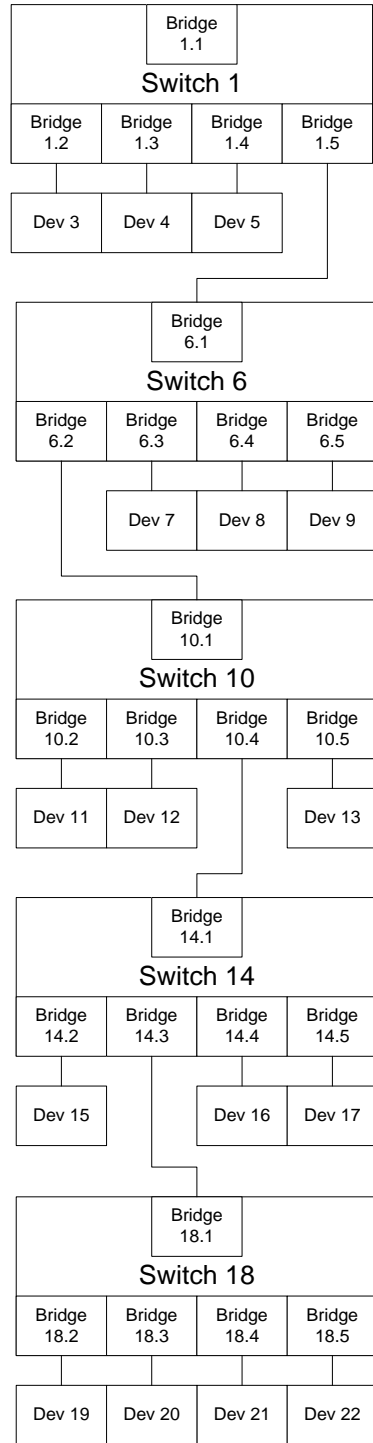 Bridge
1.1
Switch 1
Bridge
1.2
Bridge
1.3
Bridge
1.4
Bridge
1.5
Dev 3
Dev 4
Dev 5
Bridge
6.1
Switch 6
Bridge
6.2
Bridge
6.3
Bridge
6.4
Bridge
6.5
Dev 7
Dev 8
Dev 9
Bridge
10.1
Switch 10
Bridge
10.2
Bridge
10.3
Bridge
10.4
Bridge
10.5
Dev 11
Dev 12
Dev 13
Bridge
14.1
Switch 14
Bridge
14.2
Bridge
14.3
Bridge
14.4
Bridge
14.5
Dev 15
Dev 16
Dev 17
Bridge
18.1
Switch 18
Bridge
18.2
Bridge
18.3
Bridge
18.4
Bridge
18.5
Dev 19
Dev 20
Dev 21
Dev 22